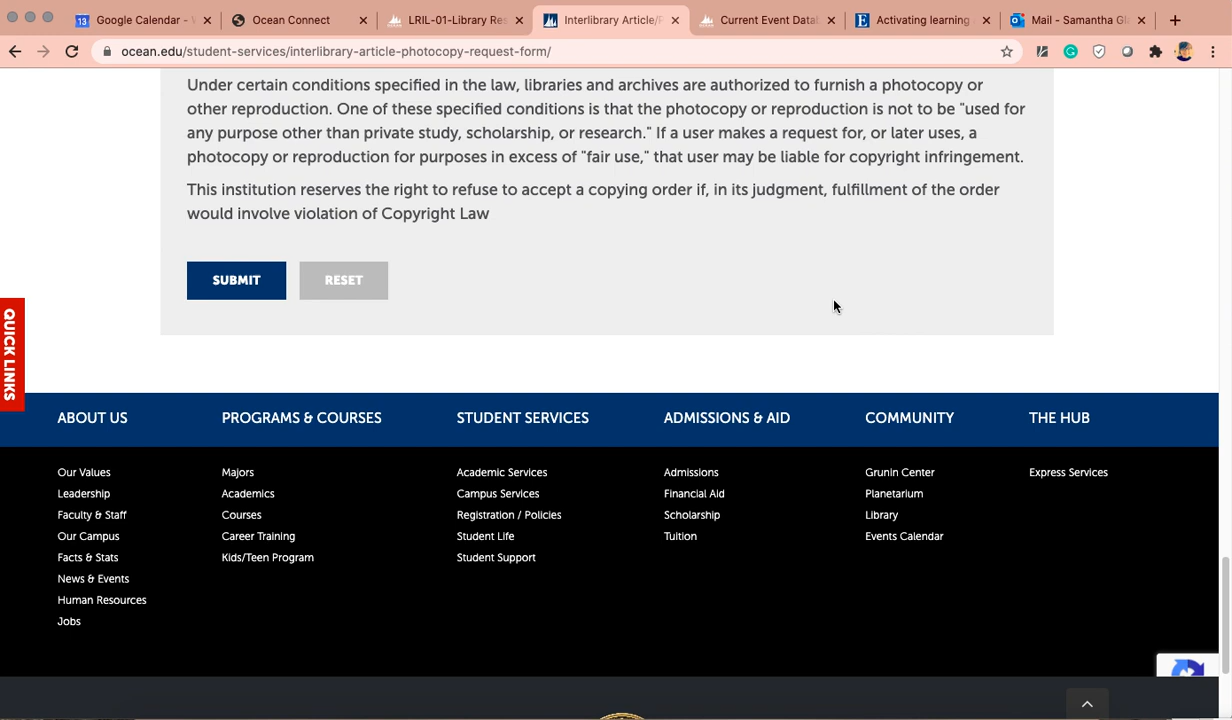 13 Google Calendar - W
Ocean Connect
LRIL-01-Library Res
Interlibrary Article/P
Current Event Datab
E Activating learning
Mail - Samantha Gl
ocean.edu/student-services/interlibrary-article-photocopy-request-form/
Under certain conditions specified in the law, libraries and archives are authorized to furnish a photocopy or
other reproduction. One of these specified conditions is that the photocopy or reproduction is not to be "used for
any purpose other than private study, scholarship, or research." If a user makes a request for, or later uses, a
photocopy or reproduction for purposes in excess of "fair use," that user may be liable for copyright infringement.
This institution reserves the right to refuse to accept a copying order if, in its judgment, fulfillment of the order
would involve violation of Copyright Law
SUBMIT RESET
QUICK LINKS
ABOUT US
Our Values
Leadership
Faculty & Staff
Our Campus
Facts & Stats
News & Events
Human Resources
Jobs
PROGRAMS & COURSES
Majors
Academics
Courses
Career Training
Kids/Teen Program
STUDENT SERVICES
Academic Services
Campus Services
Registration / Policies
Student Life
Student Support
ADMISSIONS & AID
Admissions
Financial Aid
Scholarship
Tuition
COMMUNITY
Grunin Center
Planetarium
Library
Events Calendar
THE HUB
Express Services